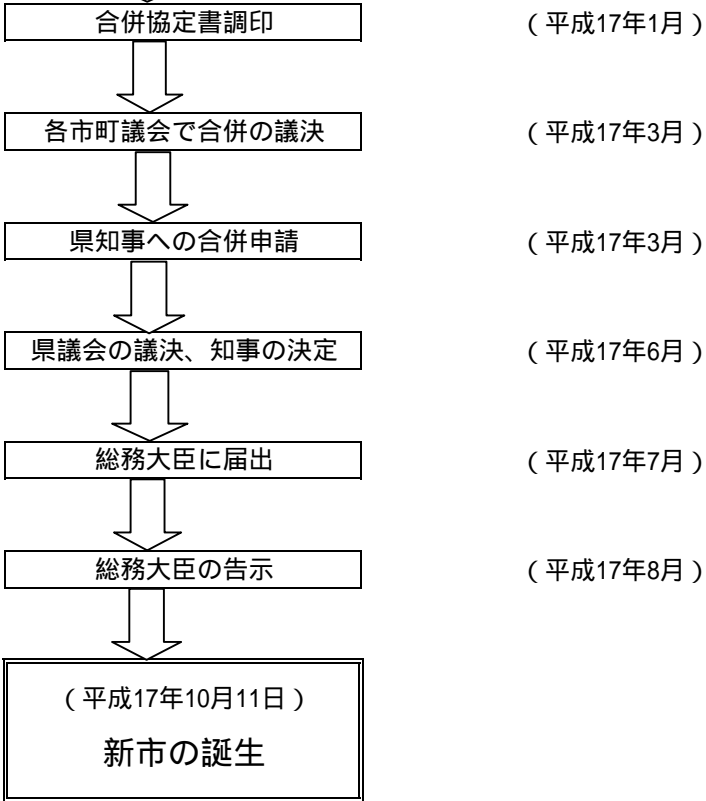 合併協定書調印 （平成17年1月）
各市町議会で合併の議決 （平成17年3月）
県知事への合併申請 （平成17年3月）
県議会の議決、知事の決定 （平成17年6月）
総務大臣に届出 （平成17年7月）
総務大臣の告示 （平成17年8月）
（平成17年10月11日）
新市の誕生